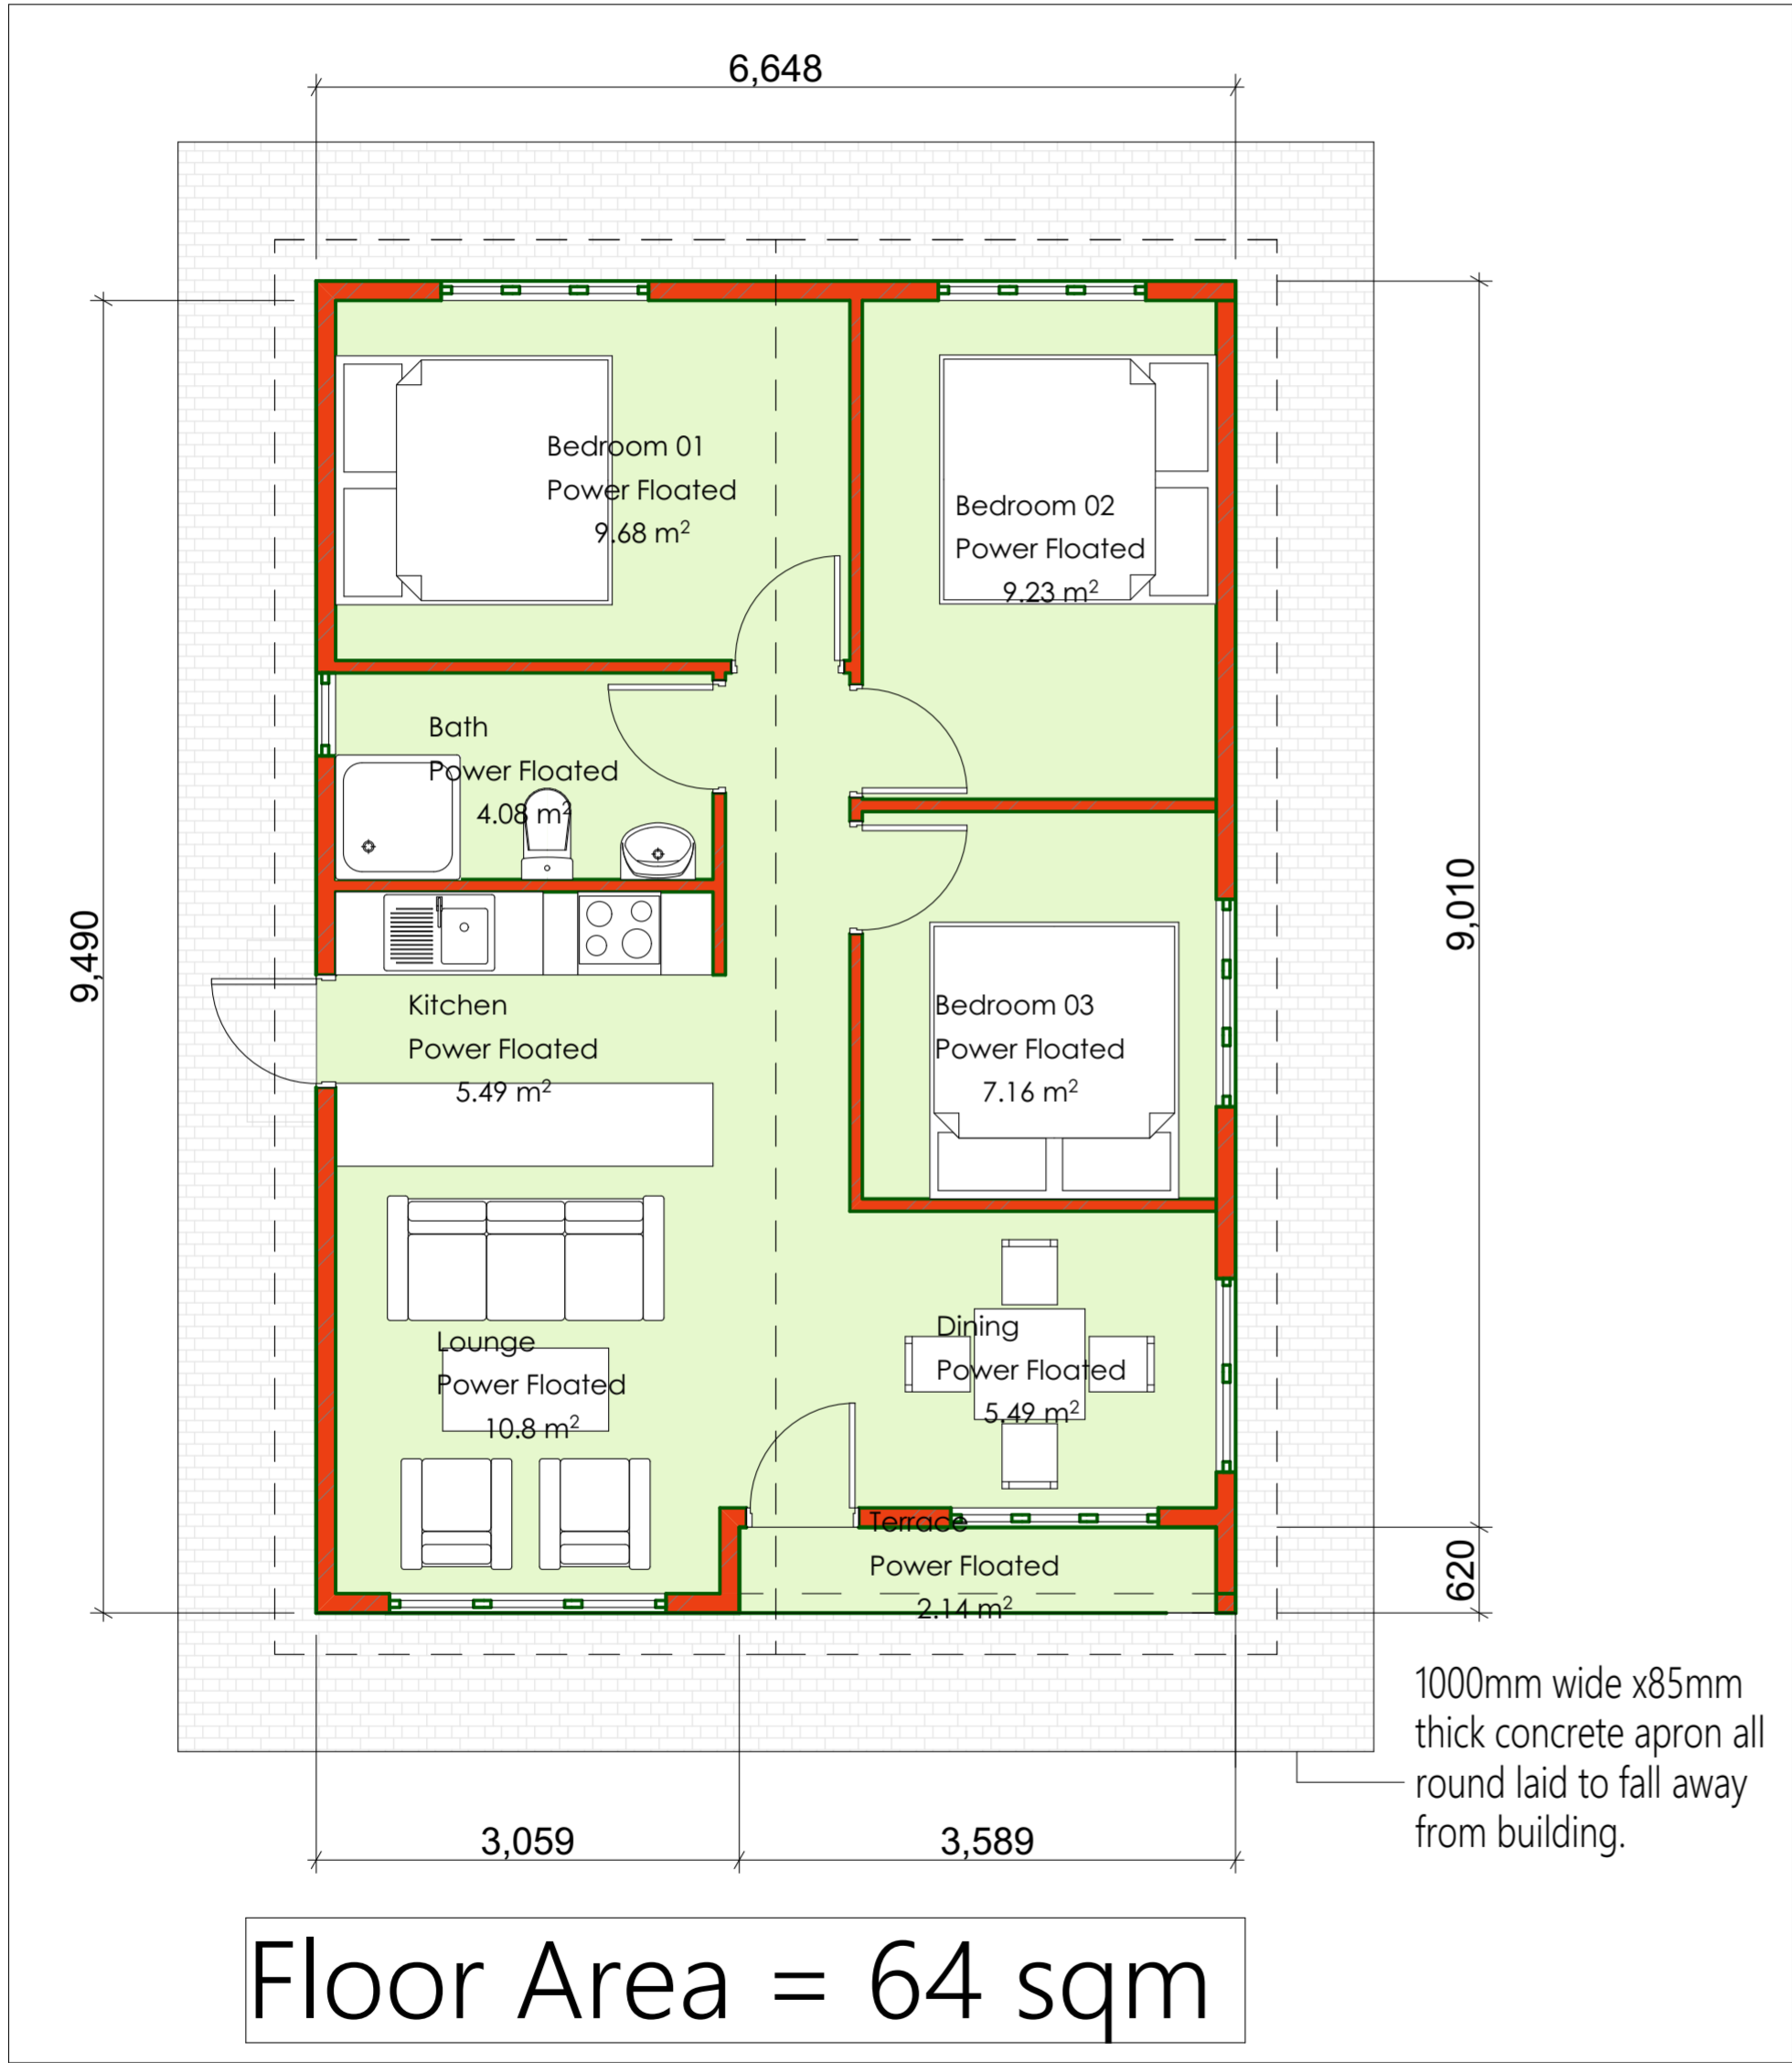 6,648
Bedroom 01
Power Floated
9.68 m²
Bedroom 02
Power Floated
9.23 m²
Bath
Power Floated
4.08 m²
9,490
9,010
Kitchen
Power Floated
5.49 m²
Bedroom 03
Power Floated
7.16 m²
Lounge
Power Floated
10.8 m²
Dining
Power Floated
5.49 m²
Terrace
Power Floated
2.14 m²
620
1000mm wide x85mm
thick concrete apron all
round laid to fall away
from building.
3,059
3,589
Floor Area = 64 sqm